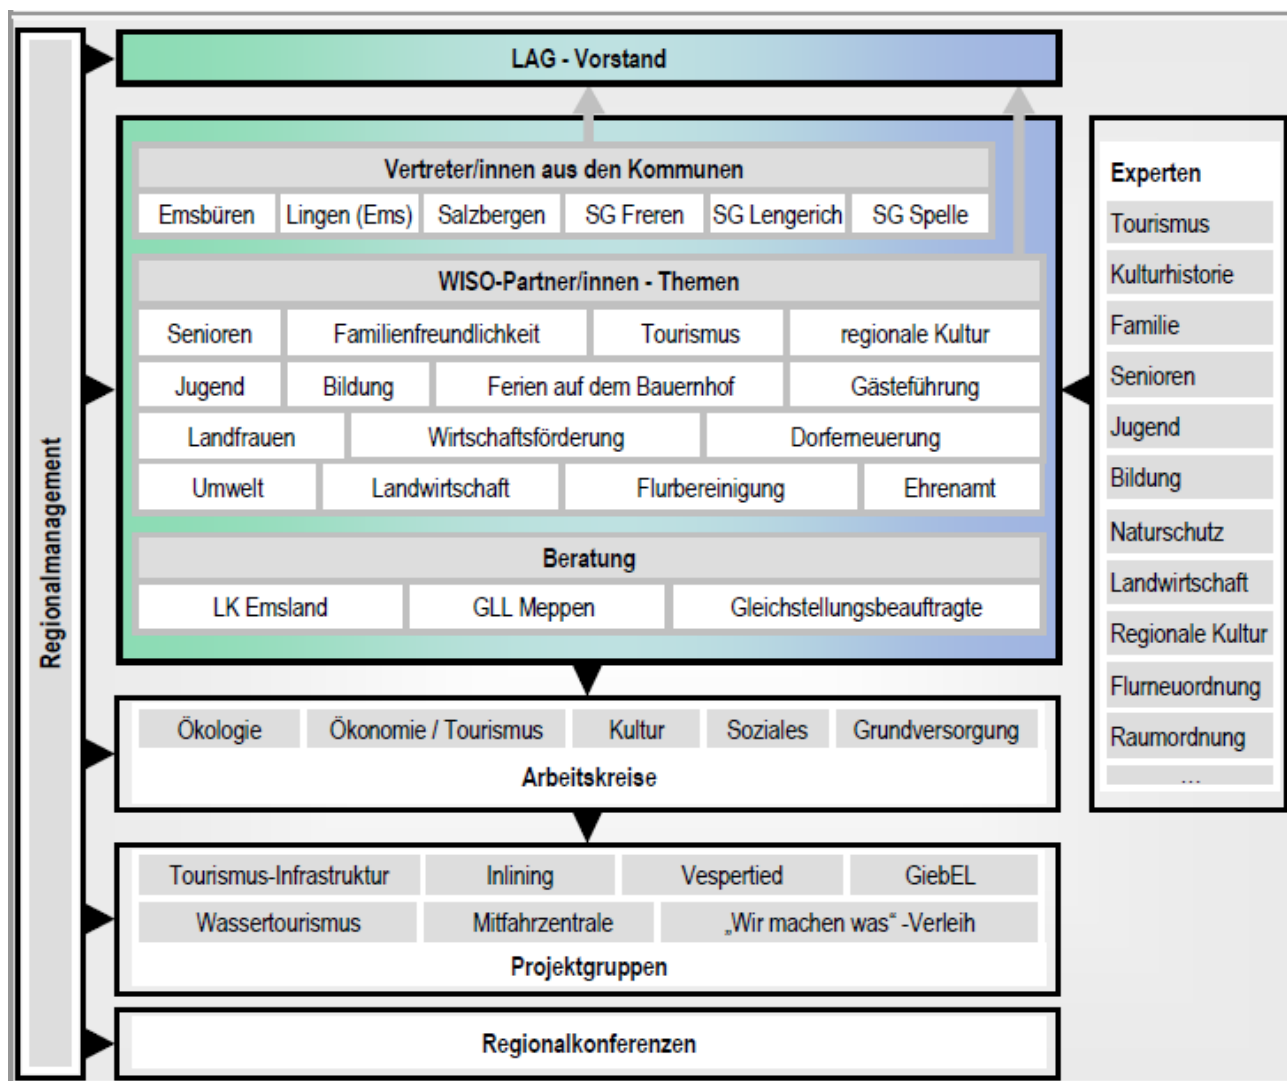 Regionalmanagement
LAG - Vorstand
Vertreter/innen aus den Kommunen
Emsbüren Lingen (Ems) Salzbergen SG Freren SG Lengerich SG Spelle
WISO-Partner/innen - Themen
Senioren Familienfreundlichkeit Tourismus regionale Kultur
Jugend Bildung Ferien auf dem Bauernhof Gästeführung
Landfrauen Wirtschaftsförderung Dorferneuerung
Umwelt Landwirtschaft Flurbereinigung Ehrenamt
Beratung
LK Emsland GLL Meppen Gleichstellungsbeauftragte
Ökologie Ökonomie / Tourismus Kultur Soziales Grundversorgung
Arbeitskreise
Tourismus-Infrastruktur Inlining Vespertied GiebEL
Wassertourismus Mitfahrzentrale „Wir machen was“ -Verleih
Projektgruppen
Regionalkonferenzen
Experten
Tourismus
Kulturhistorie
Familie
Senioren
Jugend
Bildung
Naturschutz
Landwirtschaft
Regionale Kultur
Flurneuordnung
Raumordnung
...